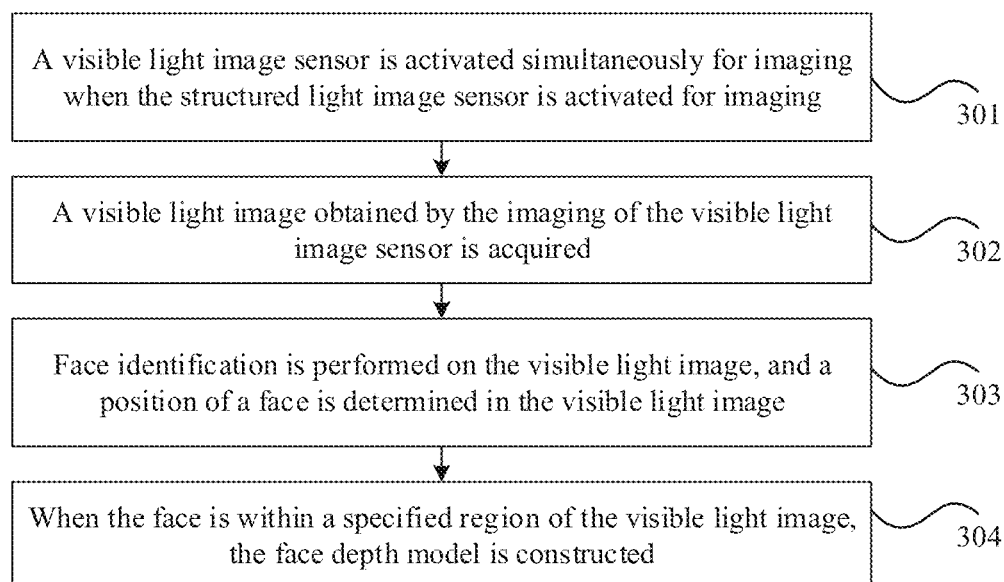 A visible light image sensor is activated simultaneously for imaging
when the structured light image sensor is activated for imaging
301
A visible light image obtained by the imaging of the visible light
image sensor is acquired
302
Face identification is performed on the visible light image, and a
position of a face is determined in the visible light image
303
When the face is within a specified region of the visible light image,
the face depth model is constructed
304